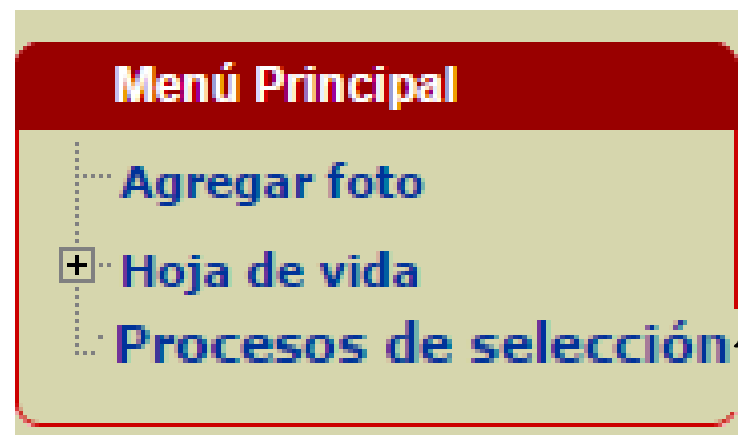 Menú Principal
Agregar foto
Hoja de vida
Procesos de selección